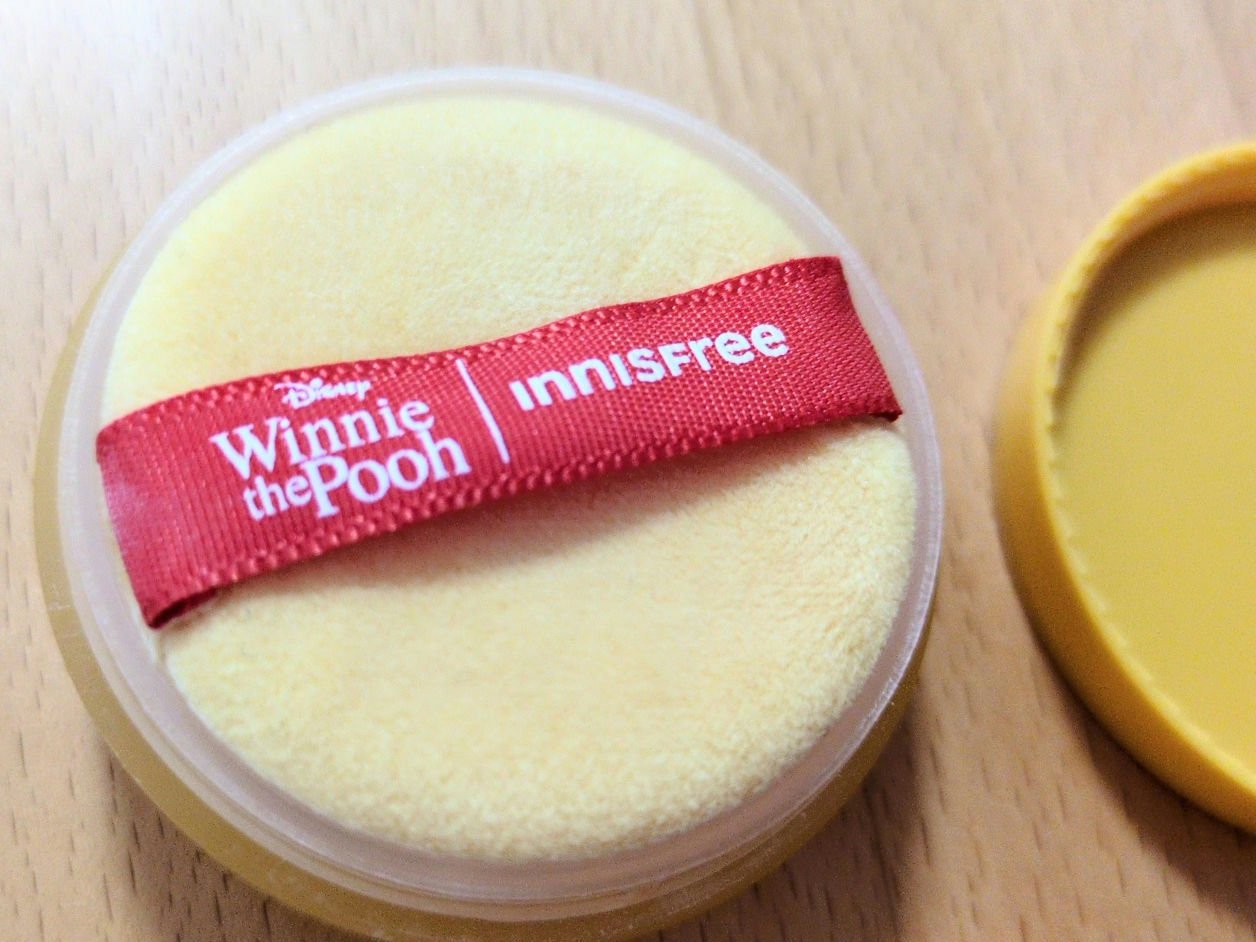 Disney
Winnie
the Pooh
innisfree